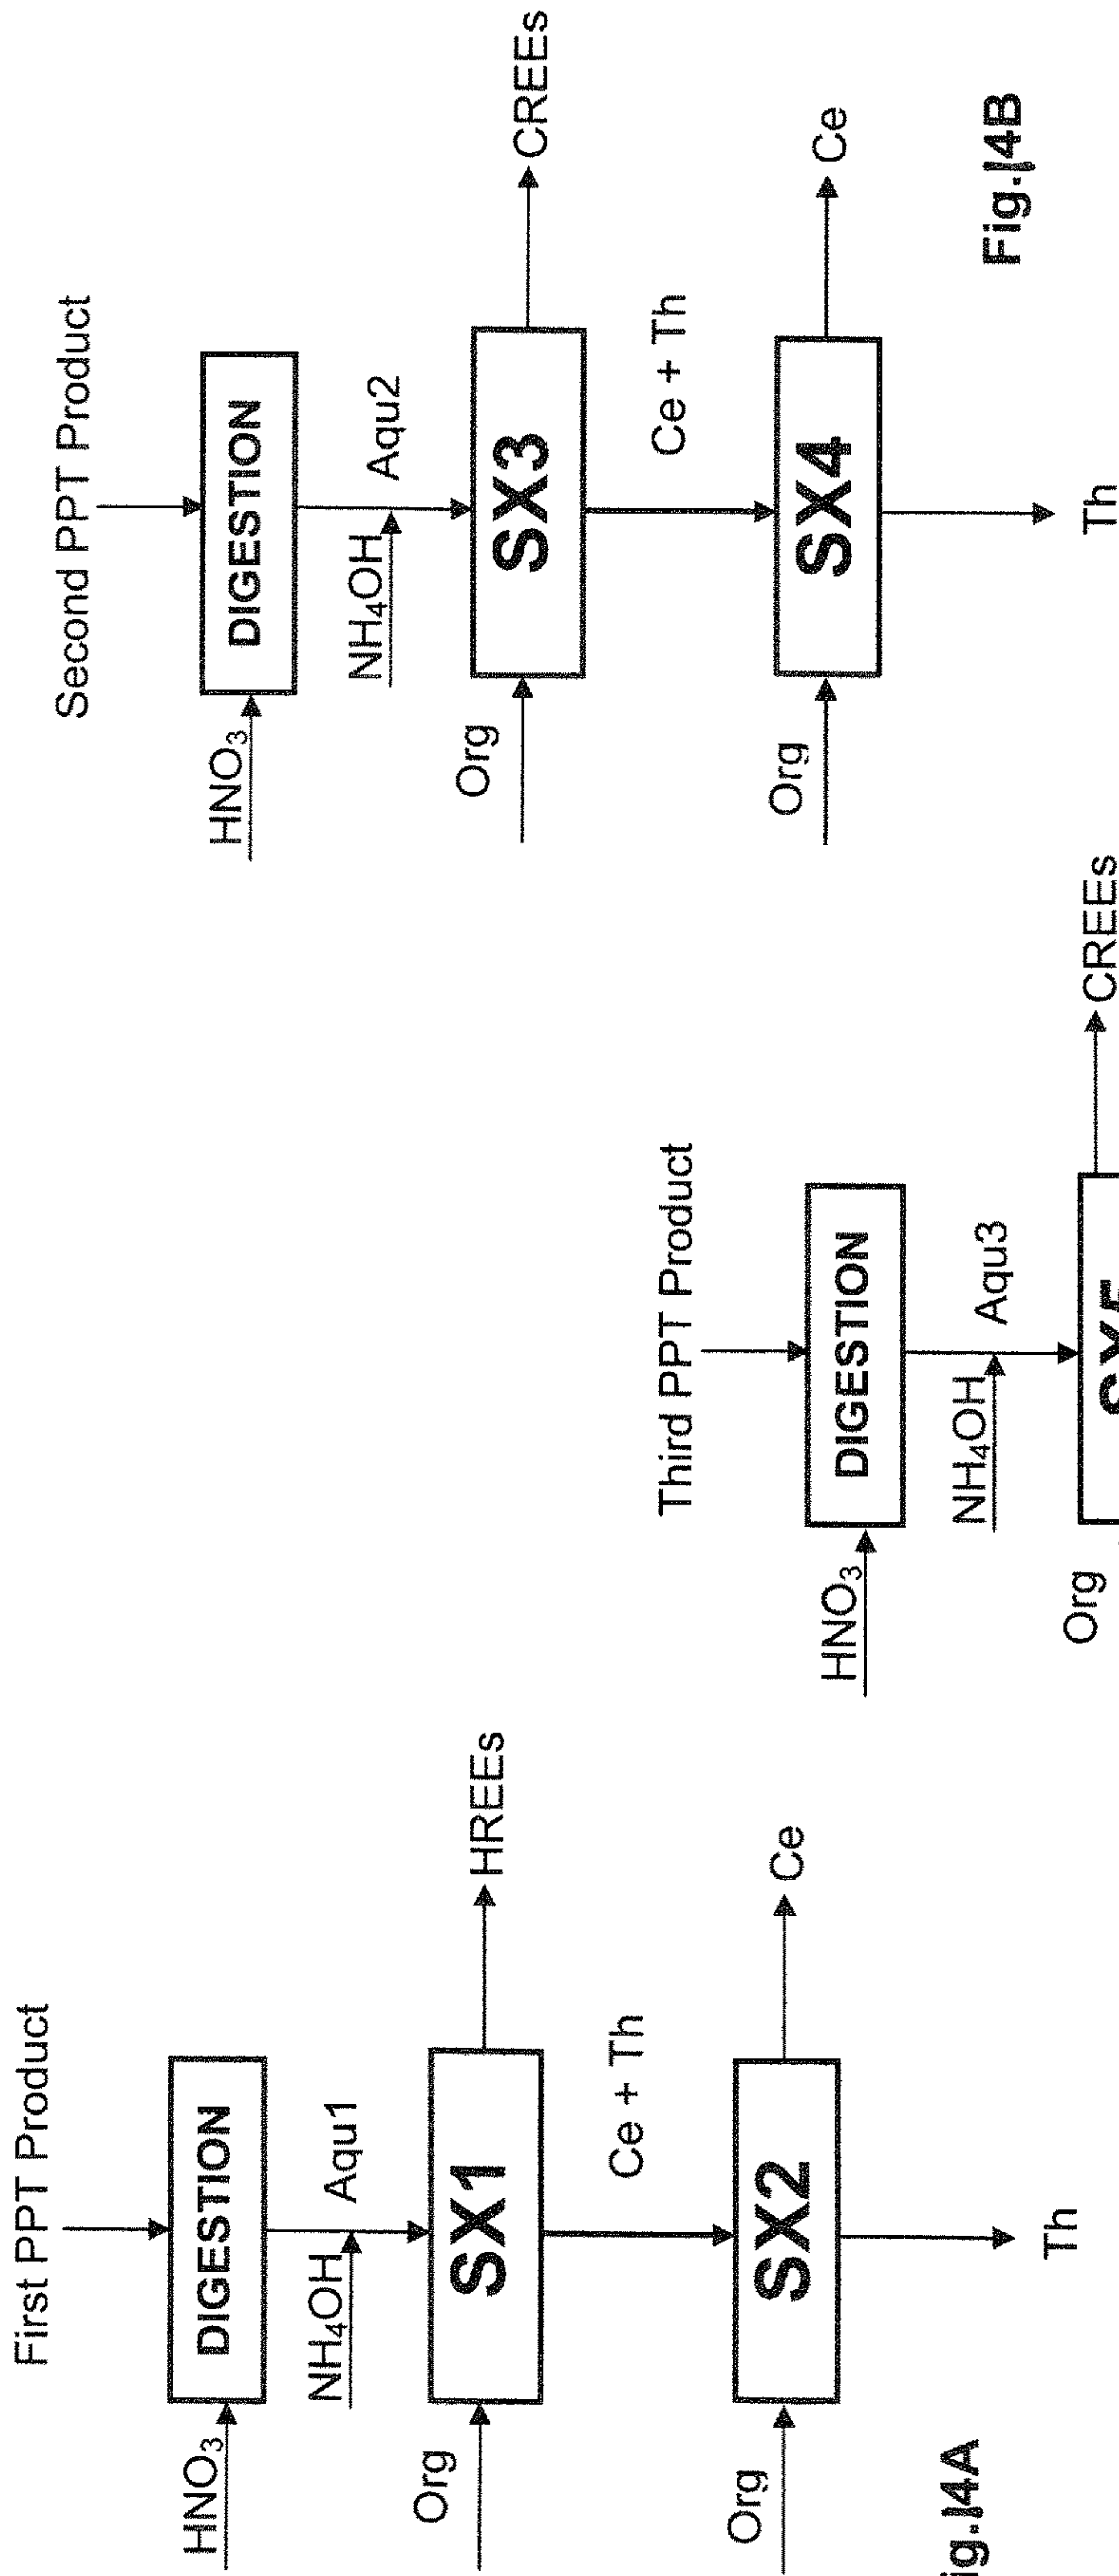 First PPT Product
HNO₃
DIGESTION
NH₄OH
Aqu1
Org
SX1
HREEs
Ce + Th
Org
SX2
Ce
Th
ig.14A
Third PPT Product
HNO₃
DIGESTION
NH₄OH
Aqu3
Org
CREEs
Second PPT Product
HNO₃
DIGESTION
NH₄OH
Aqu2
Org
SX3
CREEs
Ce + Th
Org
SX4
Ce
Th
Fig.14B